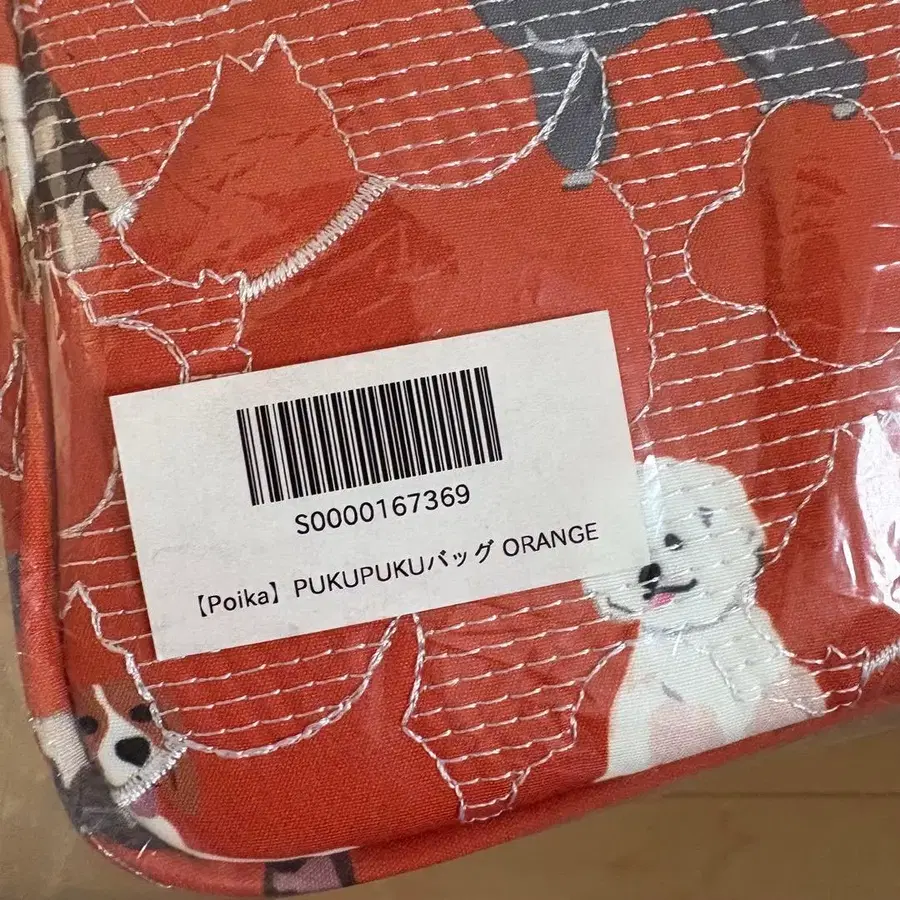 S0000167369
【Poika】PUKUPUKUバッグ ORANGE